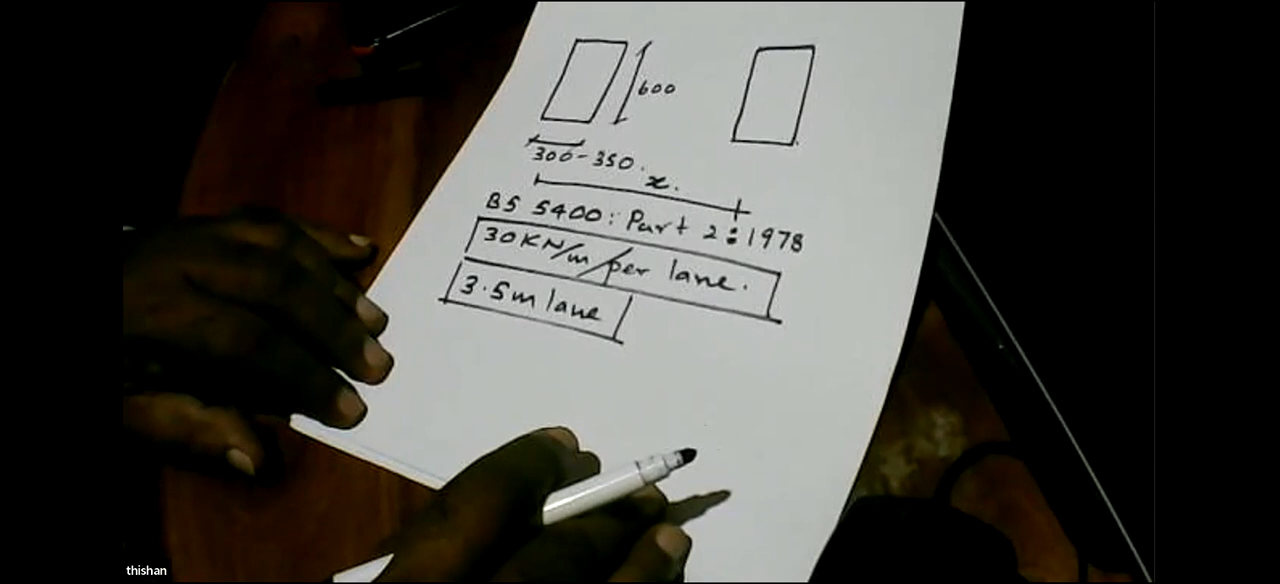 600
300-350.
x.
BS 5400: Part 2:1978
30KN/m/per lane.
3.5m lane
thishan